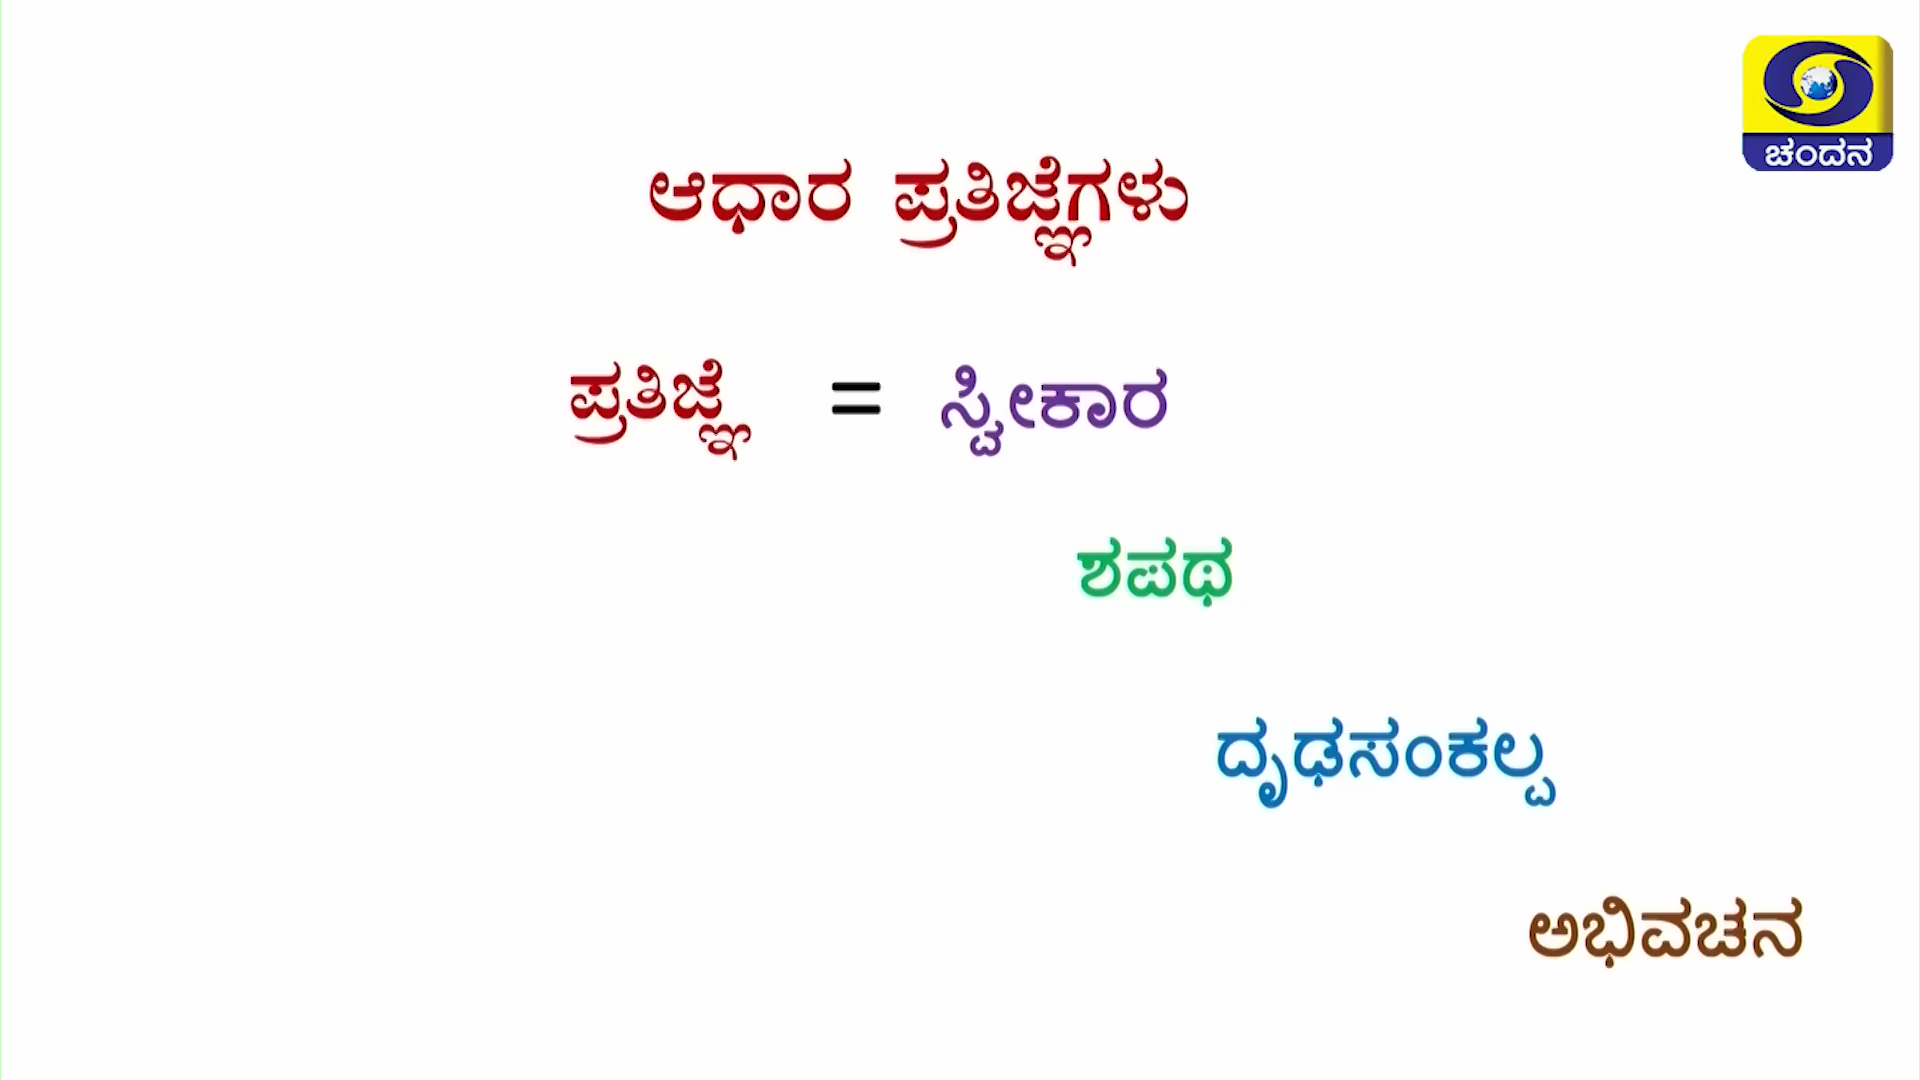 ಚಂದನ
ಆಧಾರ ಪ್ರತಿಜ್ಞೆಗಳು
ಪ್ರತಿಜ್ಞೆ = ಸ್ವೀಕಾರ
ಶಪಥ
ದೃಢಸಂಕಲ್ಪ
ಅಭಿವಚನ